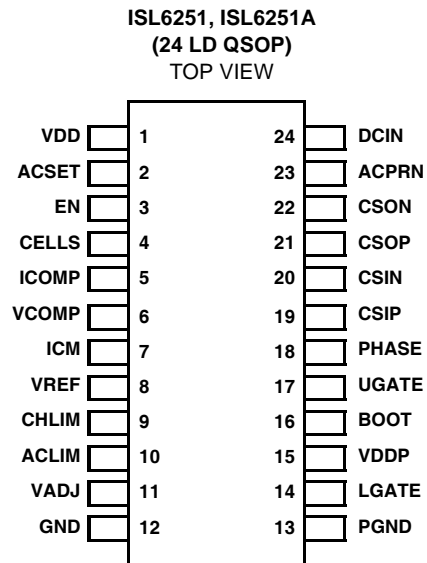 ISL6251, ISL6251A
(24 LD QSOP)
TOP VIEW
VDD 1 24 DCIN
ACSET 2 23 ACPRN
EN 3 22 CSON
CELLS 4 21 CSOP
ICOMP 5 20 CSIN
VCOMP 6 19 CSIP
ICM 7 18 PHASE
VREF 8 17 UGATE
CHLIM 9 16 BOOT
ACLIM 10 15 VDDP
VADJ 11 14 LGATE
GND 12 13 PGND